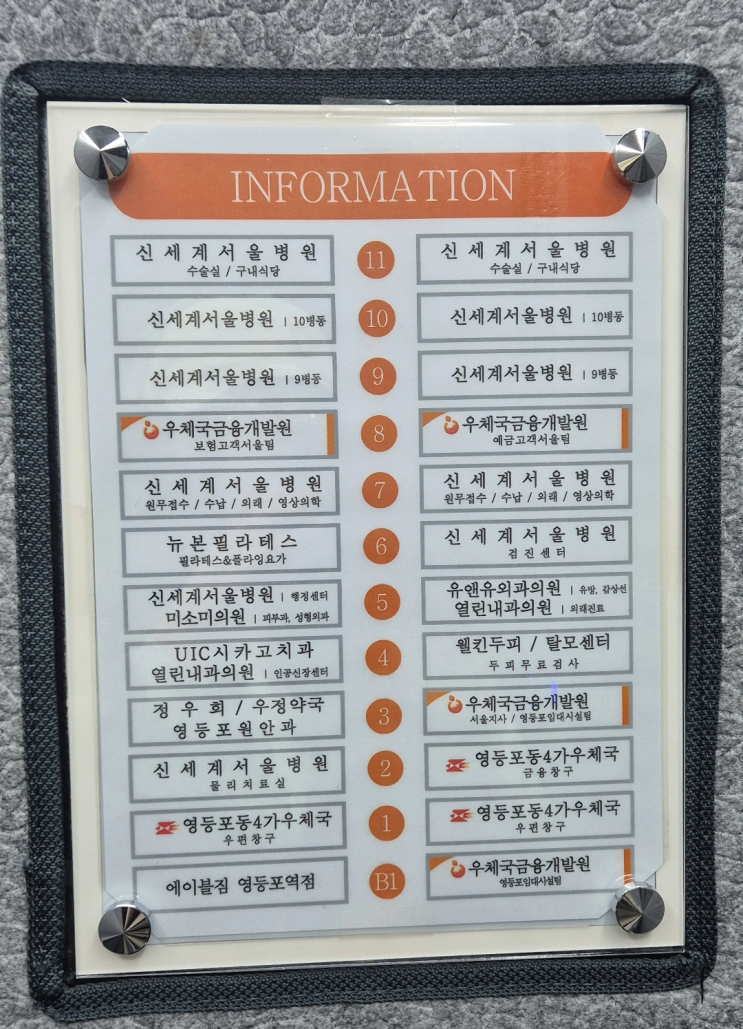 INFORMATION
신세계서울병원
수술실 / 구내식당
11
신세계서울병원
수술실 / 구내식당
신세계서울병원 | 10병동
10
신세계서울병원 | 10병동
신세계서울병원 | 9병동
9
신세계서울병원 | 9병동
우체국금융개발원
보험고객서울팀
8
우체국금융개발원
예금고객서울팀
신세계서울병원
원무접수 / 수납 / 외래 / 영상의학
7
신세계서울병원
원무접수 / 수납 / 외래 / 영상의학
뉴본필라테스
필라테스&플라잉요가
6
신세계서울병원
검진센터
신세계서울병원 | 행정센터
미소미의원 | 피부과, 성형외과
5
유앤유외과의원 | 유방, 갑상선
열린내과의원 | 외래진료
UIC시카고치과
열린내과의원 | 인공신장센터
4
웰킨두피 / 탈모센터
두피무료검사
정우회 / 우정약국
영등포원안과
3
우체국금융개발원
서울지사 / 영등포임대시설팀
신세계서울병원
물리치료실
2
영등포동4가우체국
금융창구
영등포동4가우체국
우편창구
1
영등포동4가우체국
우편창구
에이블짐 영등포역점
B1
우체국금융개발원
영등포임대시설팀